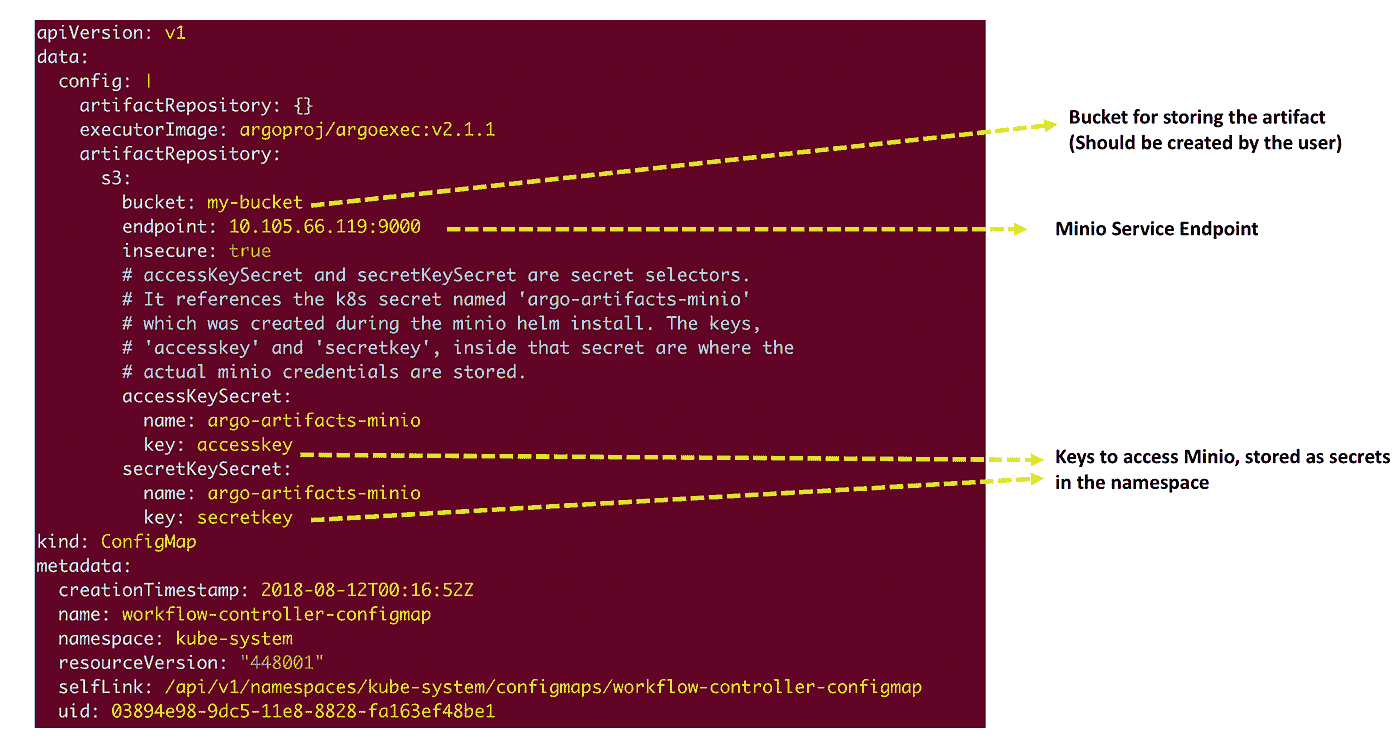 apiVersion: v1
data:
  config: |
    artifactRepository: {}
    executorImage: argoproj/argoexec:v2.1.1
    artifactRepository:
      s3:
        bucket: my-bucket
        endpoint: 10.105.66.119:9000
        insecure: true
        # accessKeySecret and secretKeySecret are secret selectors.
        # It references the k8s secret named 'argo-artifacts-minio'
        # which was created during the minio helm install. The keys,
        # 'accesskey' and 'secretkey', inside that secret are where the
        # actual minio credentials are stored.
        accessKeySecret:
          name: argo-artifacts-minio
          key: accesskey
        secretKeySecret:
          name: argo-artifacts-minio
          key: secretkey
kind: ConfigMap
metadata:
  creationTimestamp: 2018-08-12T00:16:52Z
  name: workflow-controller-configmap
  namespace: kube-system
  resourceVersion: "448001"
  selfLink: /api/v1/namespaces/kube-system/configmaps/workflow-controller-configmap
  uid: 03894e98-9dc5-11e8-8828-fa163ef48be1
Bucket for storing the artifact
(Should be created by the user)
Minio Service Endpoint
Keys to access Minio, stored as secrets
in the namespace